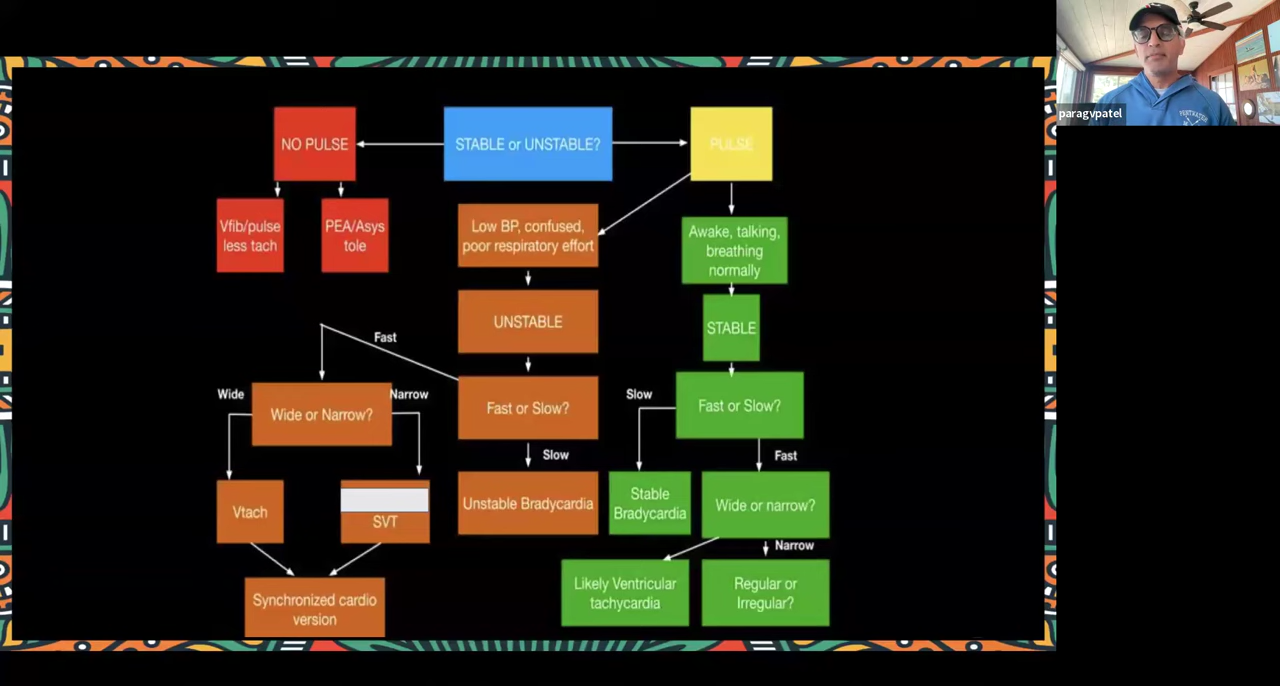 NO PULSE
STABLE or UNSTABLE?
PULSE
Vfib/pulse
less tach
PEA/Asys
tole
Low BP, confused,
poor respiratory effort
Awake, talking,
breathing
normally
UNSTABLE
STABLE
Fast
Wide
Narrow
Wide or Narrow?
Fast or Slow?
Slow
Fast or Slow?
Slow
Fast
Vtach
SVT
Unstable Bradycardia
Stable
Bradycardia
Wide or narrow?
Narrow
Synchronized cardio
version
Likely Ventricular
tachycardia
Regular or
Irregular?
paragvpatel